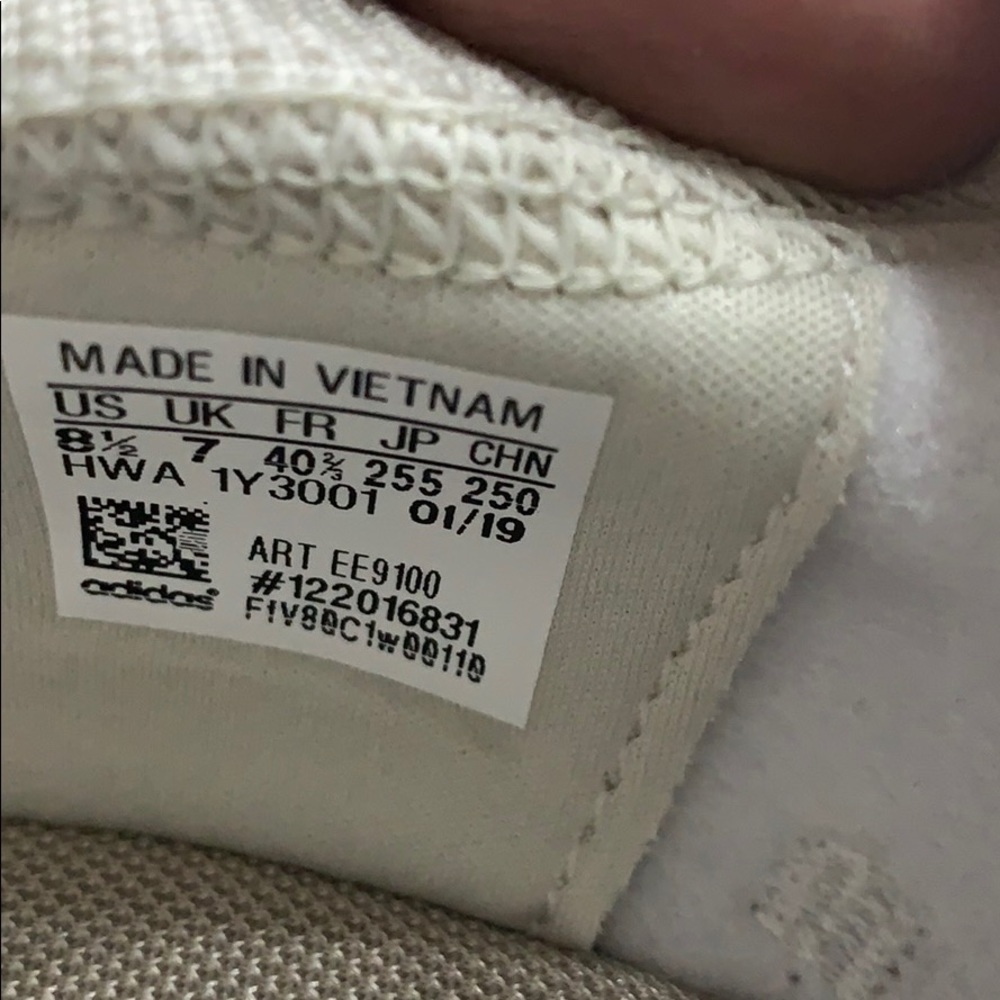 MADE IN VIETNAM
US UK FR JP CHN
8½ 7 40⅔ 255 250
HWA 1Y3001 01/19
ART EE9100
#122016831
F!V80C1w00110
adidas